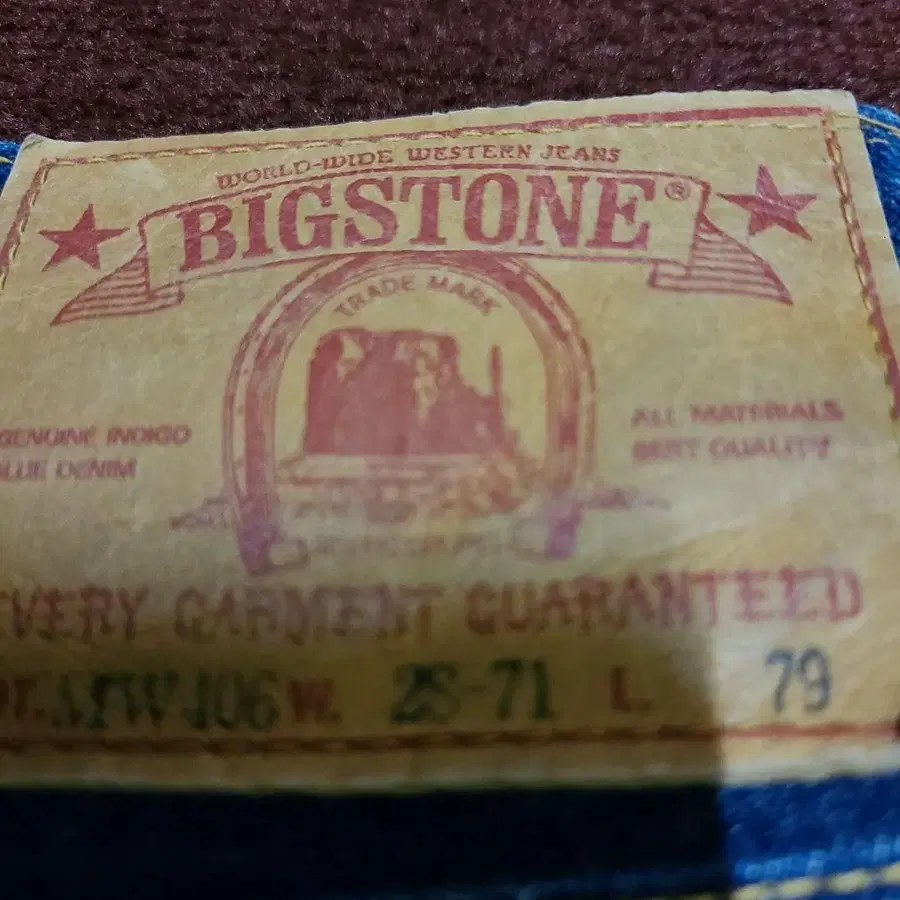 WORLD-WIDE WESTERN JEANS
BIGSTONE®
TRADE MARK
GENUINE INDIGO
BLUE DENIM
ALL MATERIALS
BEST QUALITY
EVERY GARMENT GUARANTEED
W. 28-71 L. 79